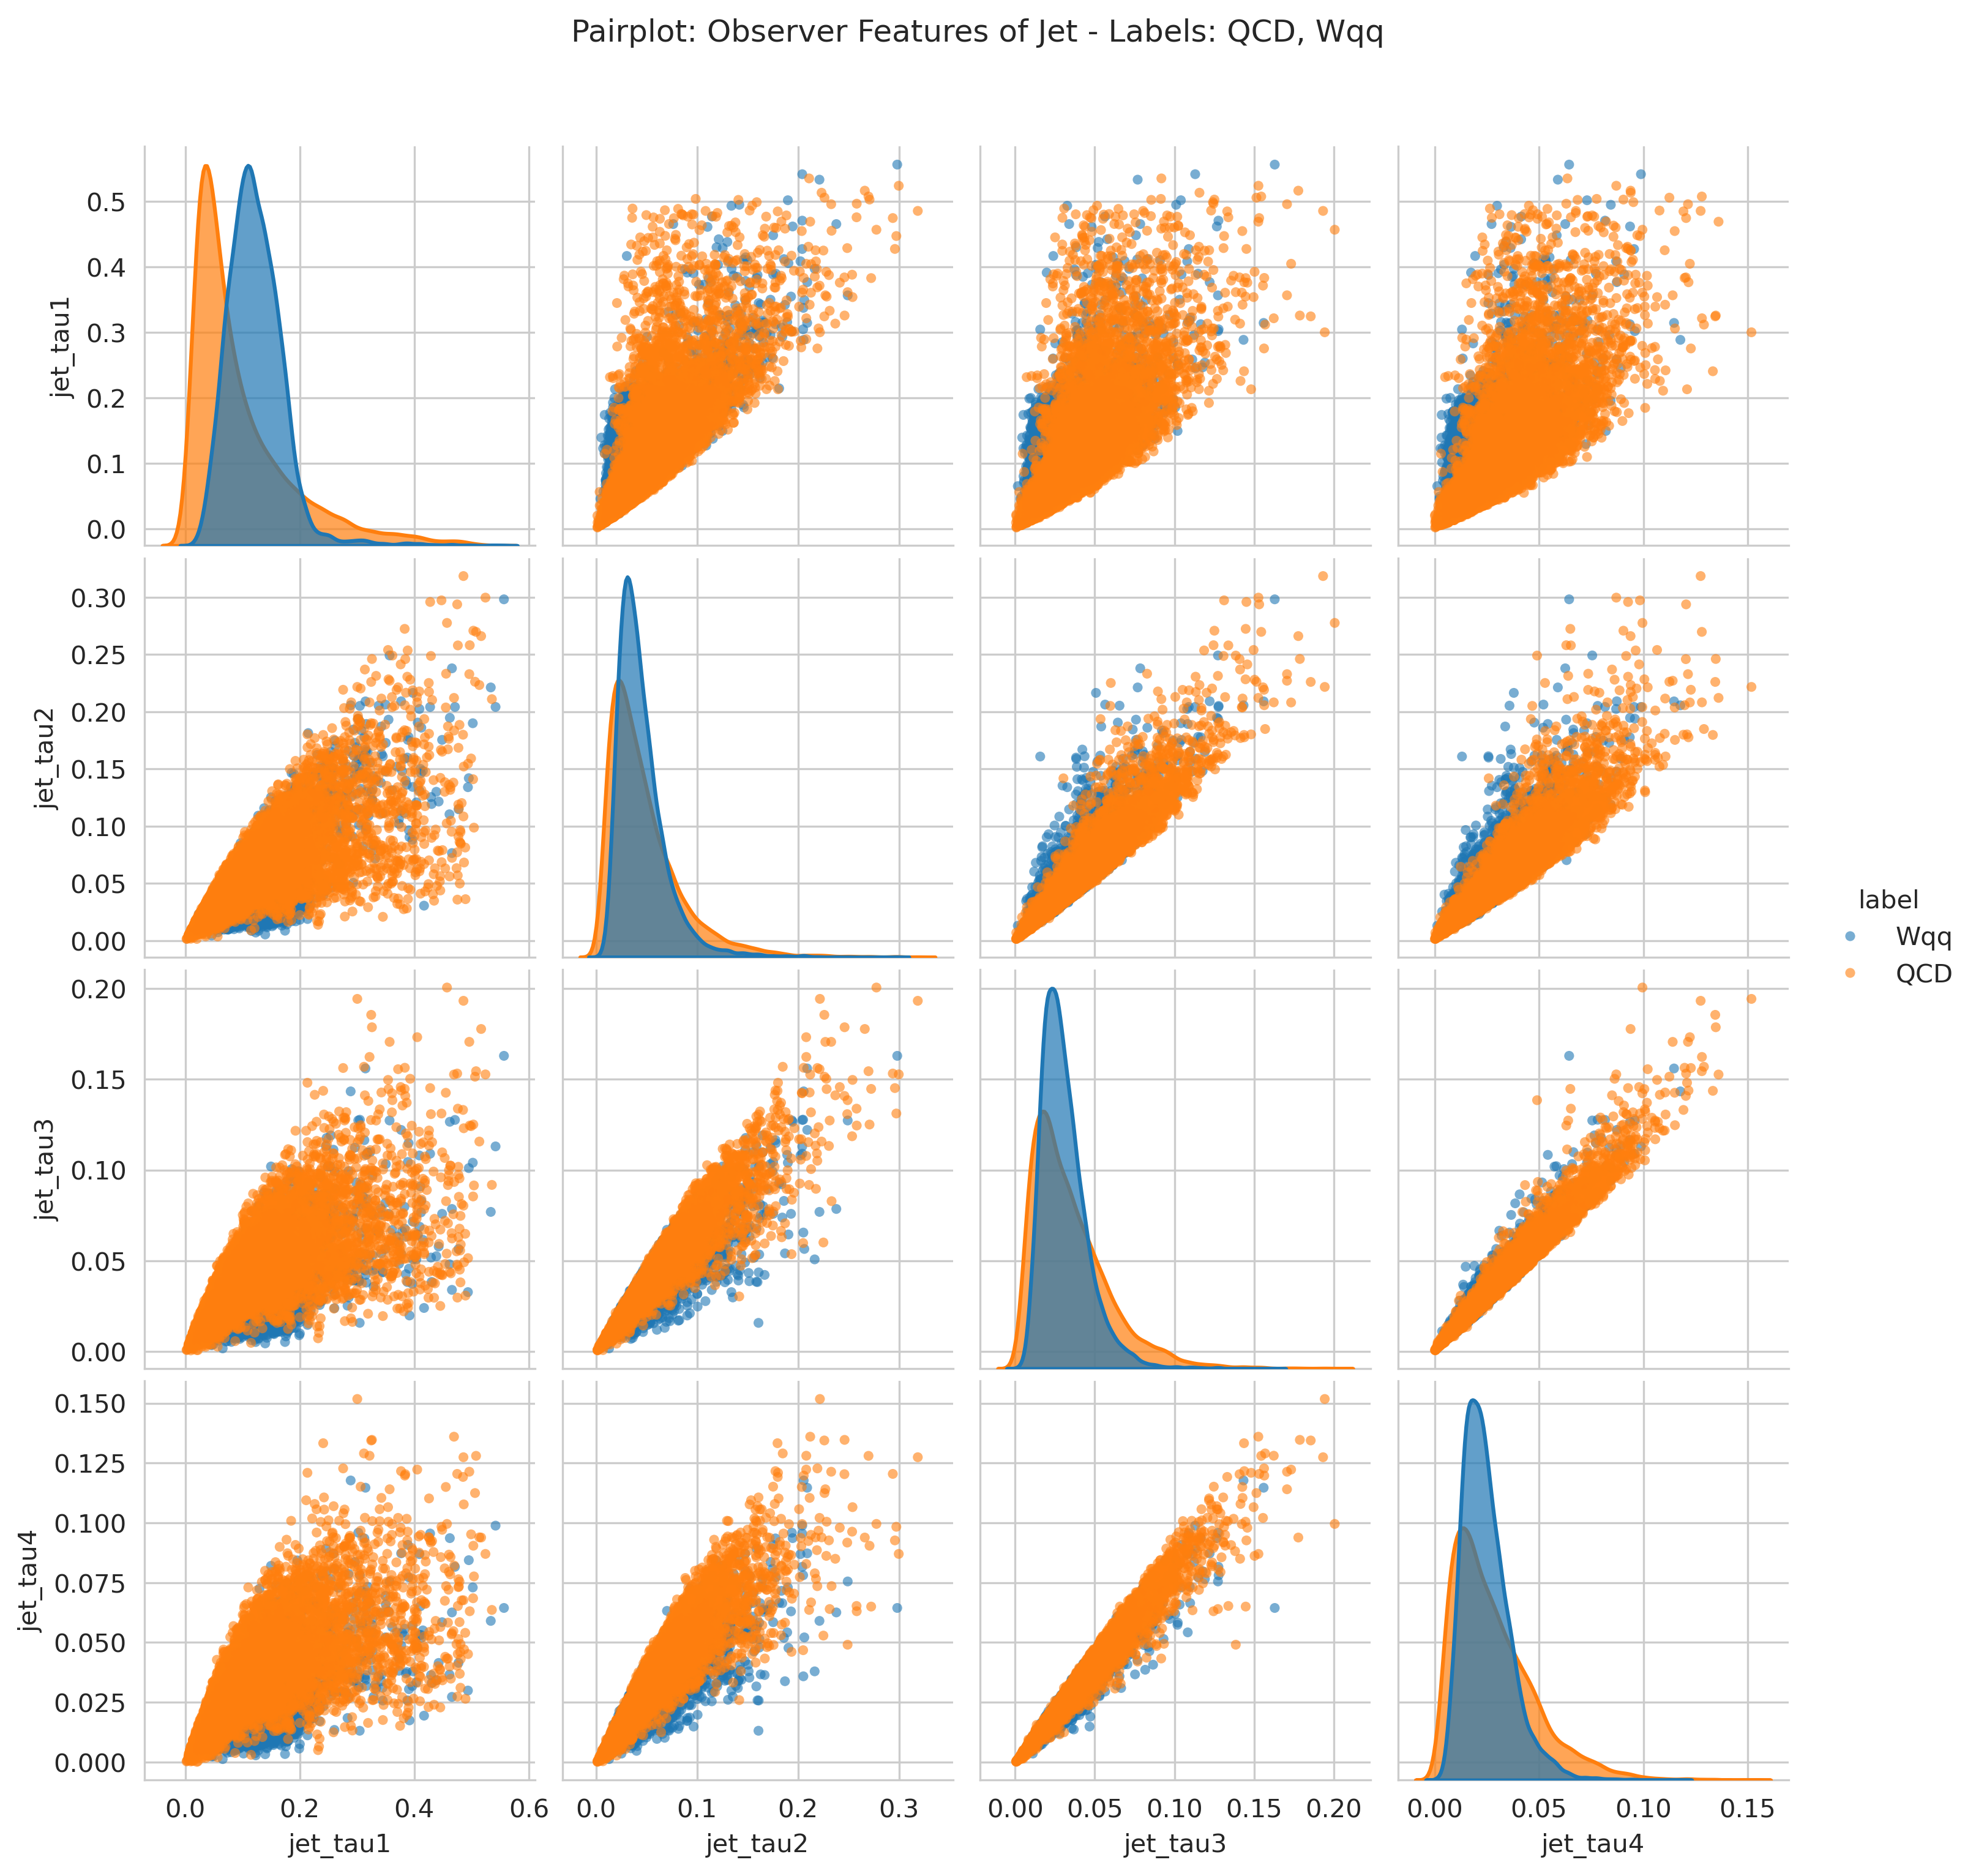 Pairplot: Observer Features of Jet - Labels: QCD, Wqq
jet_tau1
0.5
0.4
0.3
0.2
0.1
0.0
jet_tau2
0.30
0.25
0.20
0.15
0.10
0.05
0.00
label
Wqq
QCD
jet_tau3
0.20
0.15
0.10
0.05
0.00
jet_tau4
0.150
0.125
0.100
0.075
0.050
0.025
0.000
0.0 0.2 0.4 0.6 0.0 0.1 0.2 0.3 0.00 0.05 0.10 0.15 0.20 0.00 0.05 0.10 0.15
jet_tau1 jet_tau2 jet_tau3 jet_tau4